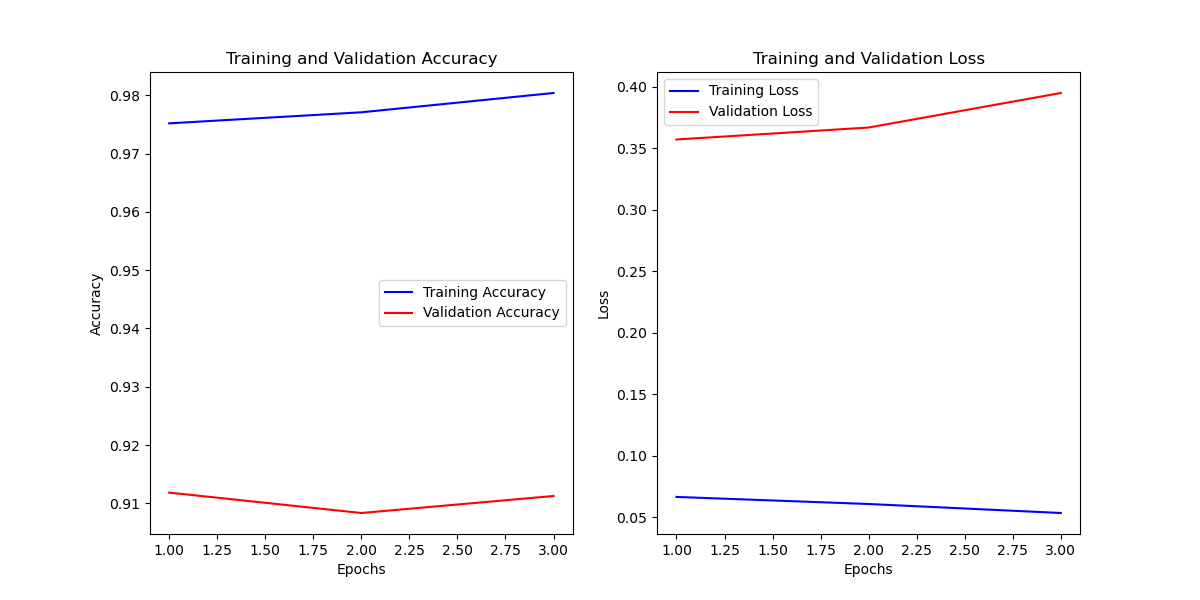 Training and Validation Accuracy
Accuracy
0.98
0.97
0.96
0.95
0.94
0.93
0.92
0.91
Training Accuracy
Validation Accuracy
1.00 1.25 1.50 1.75 2.00 2.25 2.50 2.75 3.00
Epochs
Training and Validation Loss
Loss
0.40
0.35
0.30
0.25
0.20
0.15
0.10
0.05
Training Loss
Validation Loss
1.00 1.25 1.50 1.75 2.00 2.25 2.50 2.75 3.00
Epochs